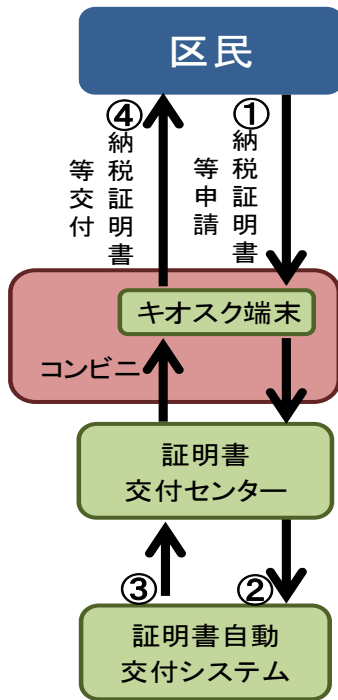 区民
④
納税証明書
等交付
①
納税証明書
等申請
キオスク端末
コンビニ
証明書
交付センター
③
②
証明書自動
交付システム